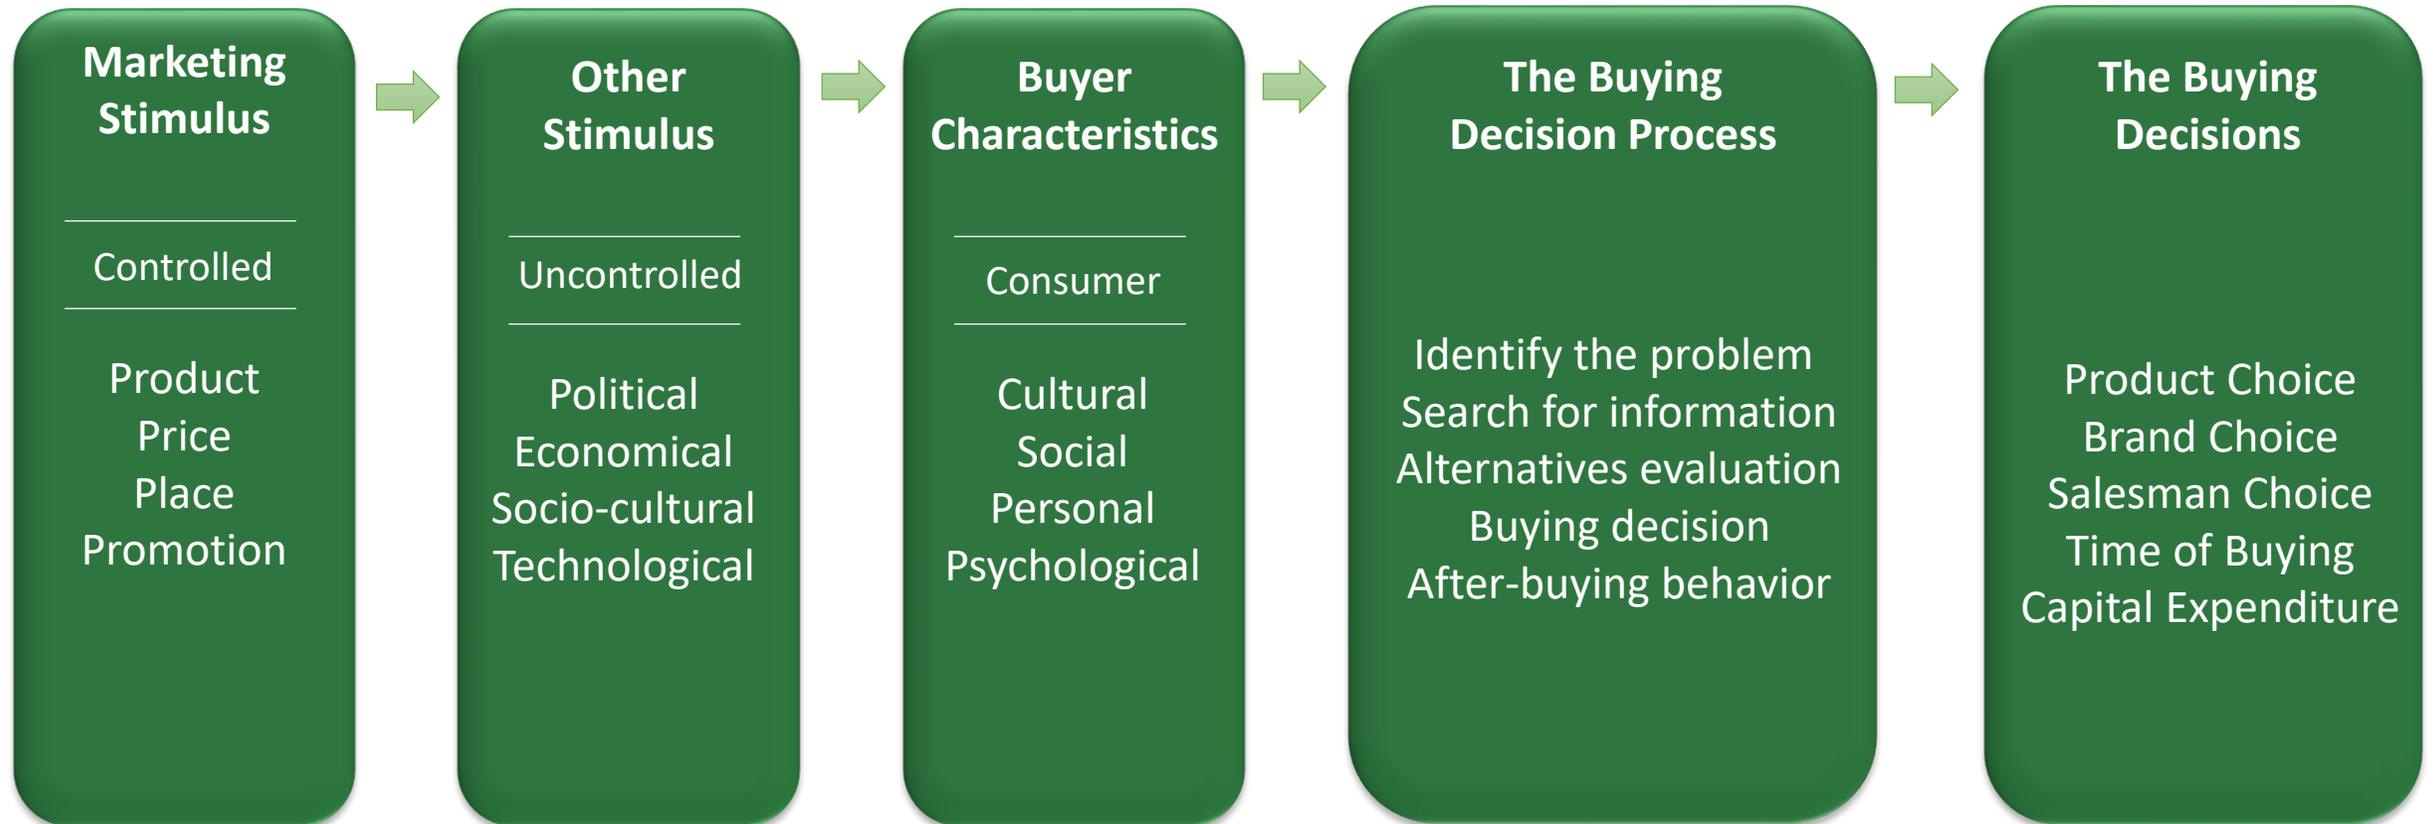 Marketing
Stimulus
Controlled
Product
Price
Place
Promotion
Other
Stimulus
Uncontrolled
Political
Economical
Socio-cultural
Technological
Buyer
Characteristics
Consumer
Cultural
Social
Personal
Psychological
The Buying
Decision Process
Identify the problem
Search for information
Alternatives evaluation
Buying decision
After-buying behavior
The Buying
Decisions
Product Choice
Brand Choice
Salesman Choice
Time of Buying
Capital Expenditure